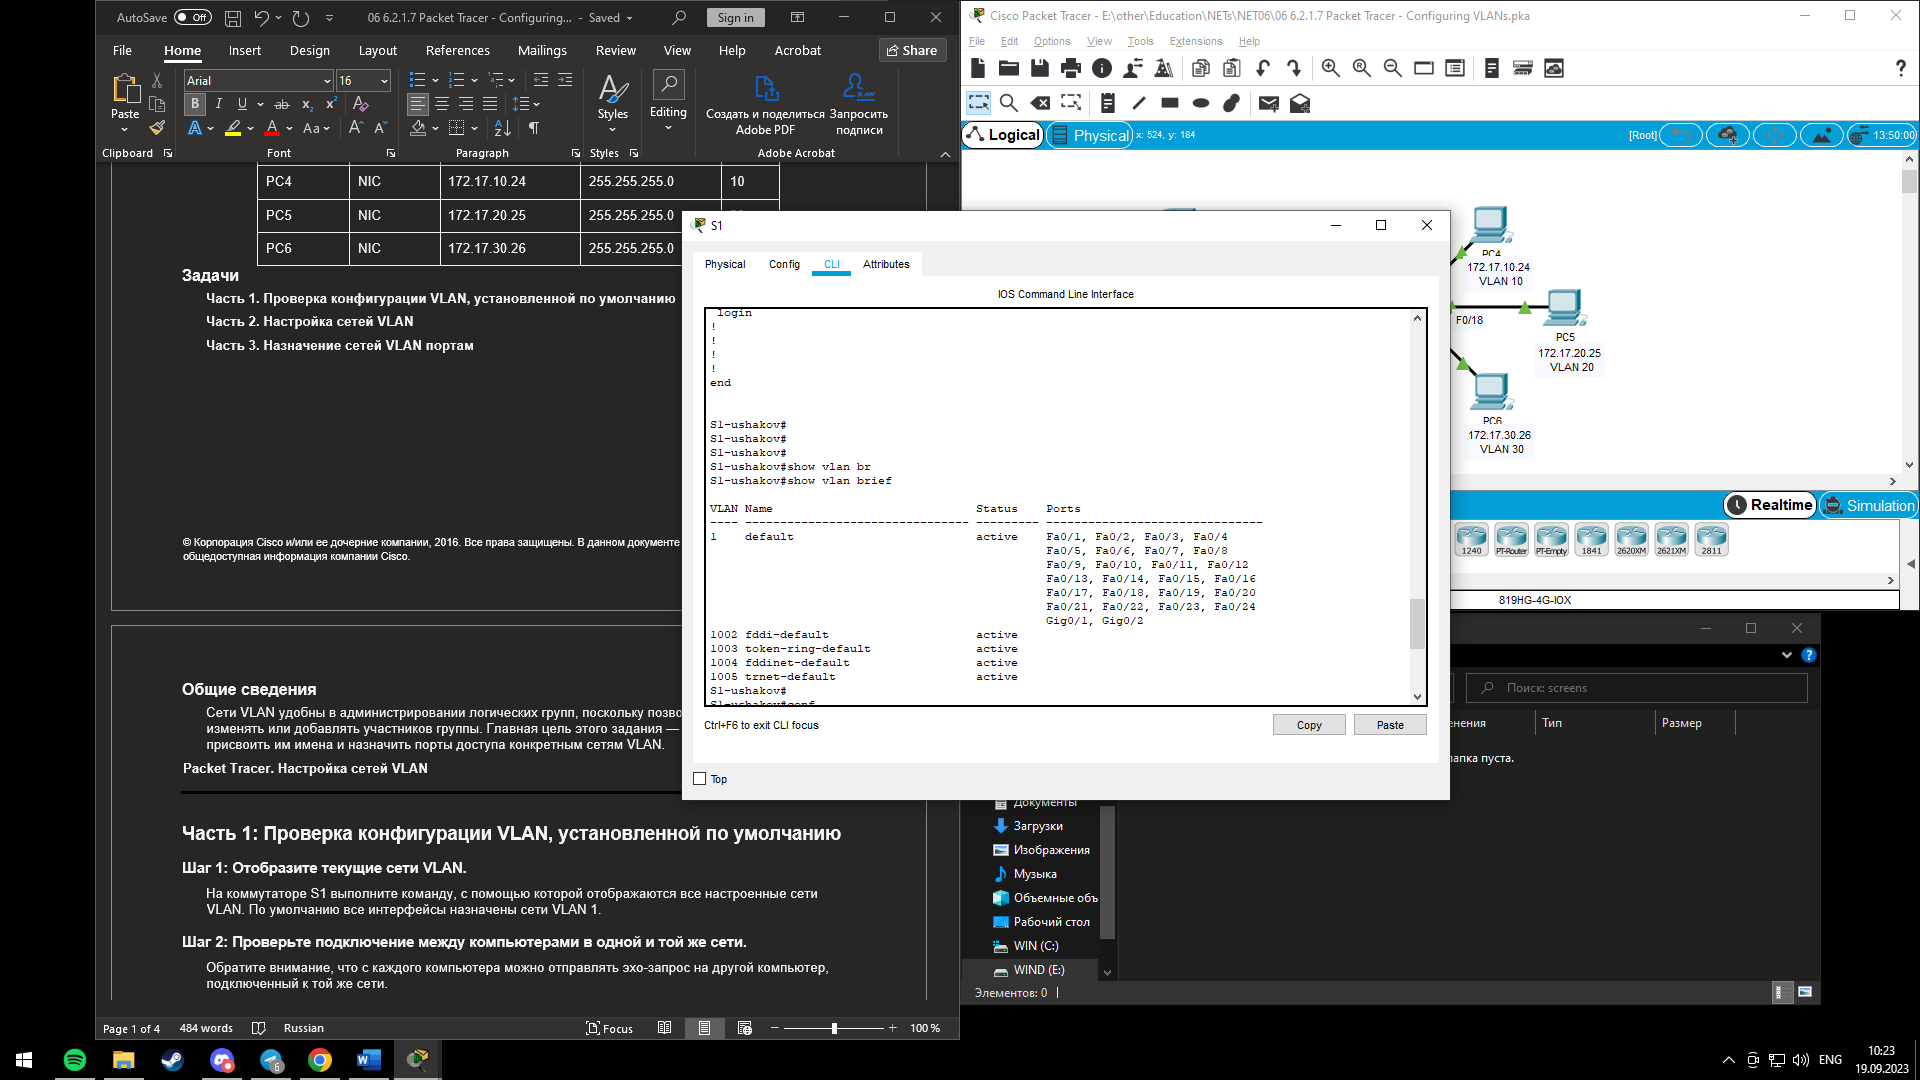 AutoSave Off 06 6.2.1.7 Packet Tracer - Configuring... - Saved Sign in
File Home Insert Design Layout References Mailings Review View Help Acrobat Share
Arial 16
Paste
B I U ab x₂ x²
A A Aa A A
Styles
Editing
Создать и поделиться Adobe PDF
Запросить подписи
Clipboard Font Paragraph Styles Adobe Acrobat
PC4 NIC 172.17.10.24 255.255.255.0 10
PC5 NIC 172.17.20.25 255.255.255.0
PC6 NIC 172.17.30.26 255.255.255.0
Задачи
Часть 1. Проверка конфигурации VLAN, установленной по умолчанию
Часть 2. Настройка сетей VLAN
Часть 3. Назначение сетей VLAN портам
© Корпорация Cisco и/или ее дочерние компании, 2016. Все права защищены. В данном документе
общедоступная информация компании Cisco.
Общие сведения
Сети VLAN удобны в администрировании логических групп, поскольку
изменять или добавлять участников группы. Главная цель этого задания —
присвоить им имена и назначить порты доступа конкретным сетям VLAN.
Packet Tracer. Настройка сетей VLAN
Часть 1: Проверка конфигурации VLAN, установленной по умолчанию
Шаг 1: Отобразите текущие сети VLAN.
На коммутаторе S1 выполните команду, с помощью которой отображаются все настроенные сети
VLAN. По умолчанию все интерфейсы назначены сети VLAN 1.
Шаг 2: Проверьте подключение между компьютерами в одной и той же сети.
Обратите внимание, что с каждого компьютера можно отправлять эхо-запрос на другой компьютер,
подключенный к той же сети.
Page 1 of 4 484 words Russian Focus 100 %
Cisco Packet Tracer - E:\other\Education\NETs\NET06\06 6.2.1.7 Packet Tracer - Configuring VLANs.pka
File Edit Options View Tools Extensions Help
Logical Physical x: 524, y: 184 [Root] 13:50:00
PC4
172.17.10.24
VLAN 10
F0/18
PC5
172.17.20.25
VLAN 20
PC6
172.17.30.26
VLAN 30
Realtime Simulation
1240 PT-Router PT-Empty 1841 2620XM 2621XM 2811
819HG-4G-IOX
S1
Physical Config CLI Attributes
IOS Command Line Interface
login
!
!
!
!
end
S1-ushakov#
S1-ushakov#
S1-ushakov#
S1-ushakov#show vlan br
S1-ushakov#show vlan brief
VLAN Name Status Ports
---- -------------------------------- --------- -------------------------------
1 default active Fa0/1, Fa0/2, Fa0/3, Fa0/4
Fa0/5, Fa0/6, Fa0/7, Fa0/8
Fa0/9, Fa0/10, Fa0/11, Fa0/12
Fa0/13, Fa0/14, Fa0/15, Fa0/16
Fa0/17, Fa0/18, Fa0/19, Fa0/20
Fa0/21, Fa0/22, Fa0/23, Fa0/24
Gig0/1, Gig0/2
1002 fddi-default active
1003 token-ring-default active
1004 fddinet-default active
1005 trnet-default active
S1-ushakov#
S1-ushakov#conf
Ctrl+F6 to exit CLI focus Copy Paste
Top
Поиск: screens
Тип Размер
папка пуста.
Документы
Загрузки
Изображения
Музыка
Объемные объ
Рабочий стол
WIN (C:)
WIND (E:)
Элементов: 0
6
ENG
10:23
19.09.2023